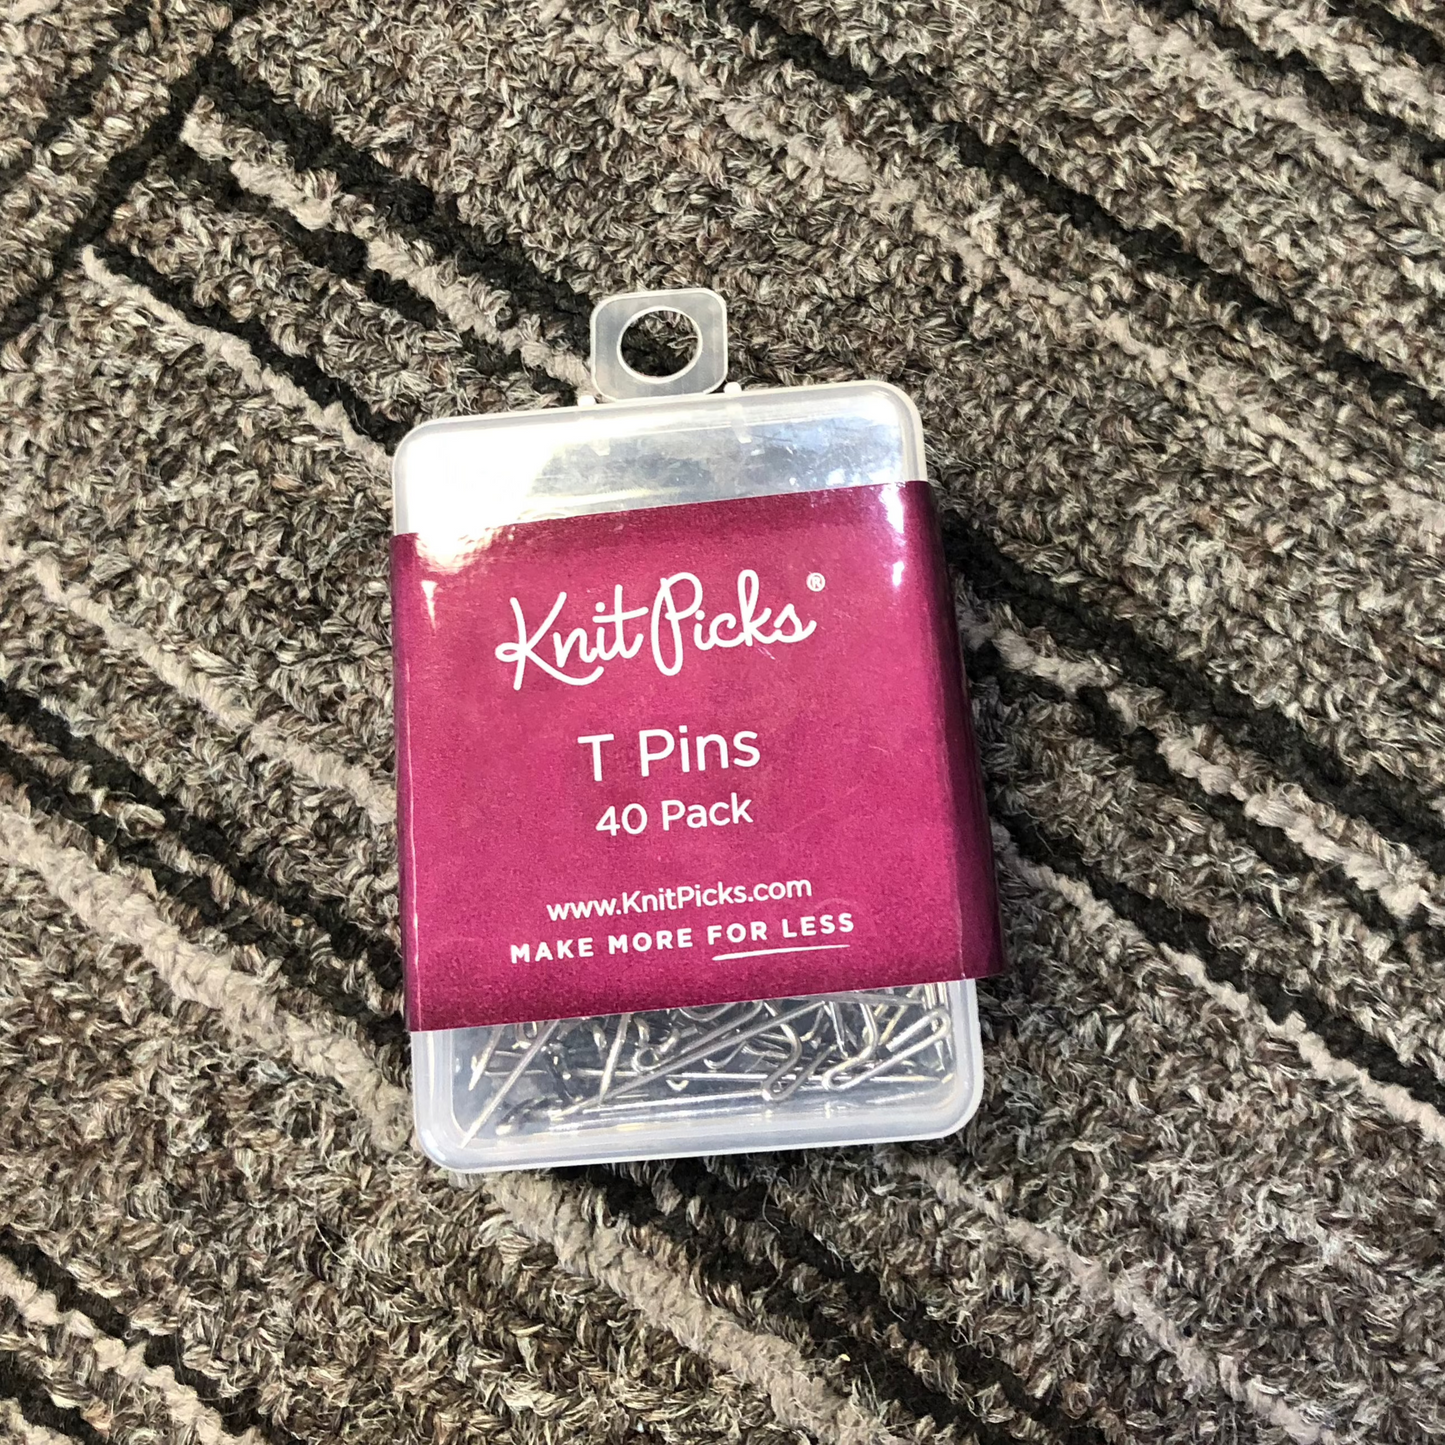 KnitPicks®
T Pins
40 Pack
www.KnitPicks.com
MAKE MORE FOR LESS